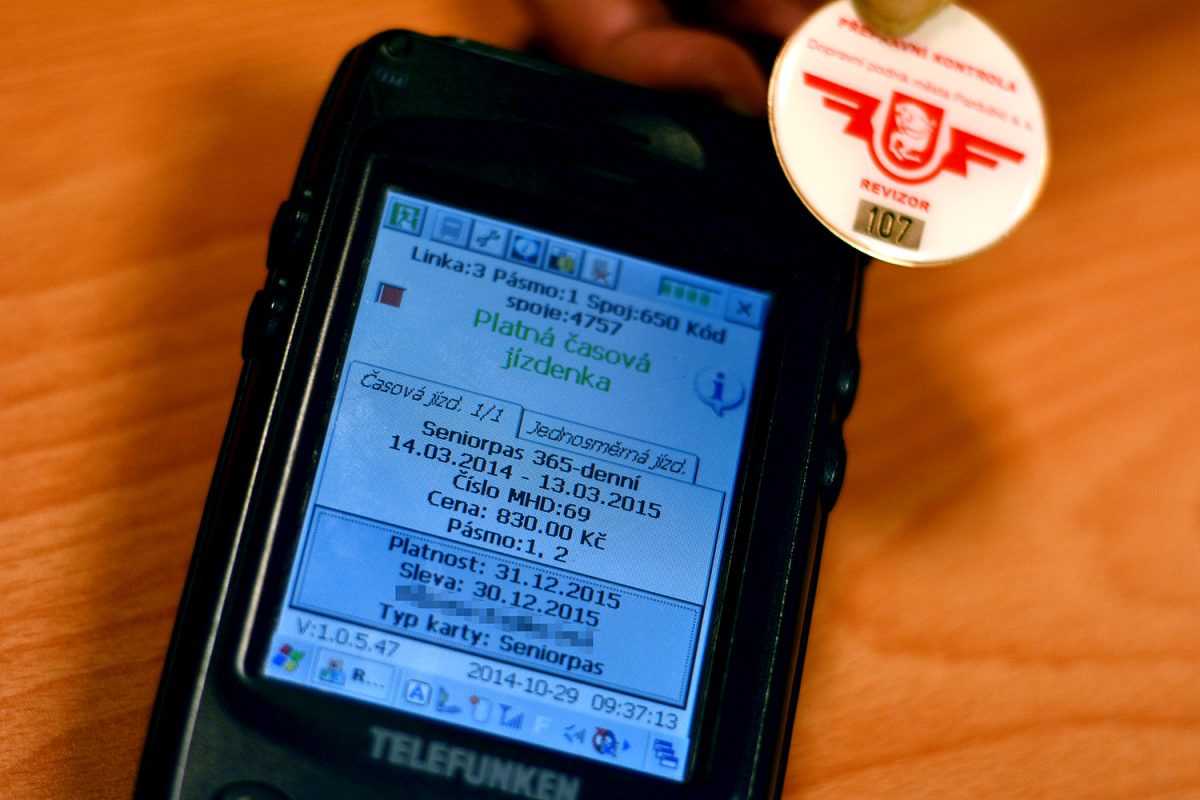 PŘEPRAVNÍ KONTROLA
Dopravní podnik města Pardubic a. s.
REVIZOR
107
Linka:3 Pásmo:1 Spoj:650 Kód
spoje:4757
Platná časová
jízdenka
Časová jízd. 1/1
Jednosměrná jízd.
Seniorpas 365-denní
14.03.2014 - 13.03.2015
Číslo MHD:69
Cena: 830.00 Kč
Pásmo:1, 2
Platnost: 31.12.2015
Sleva: 30.12.2015
Typ karty: Seniorpas
V:1.0.5.47
2014-10-29 09:37:13
R...
A
TELEFUNKEN